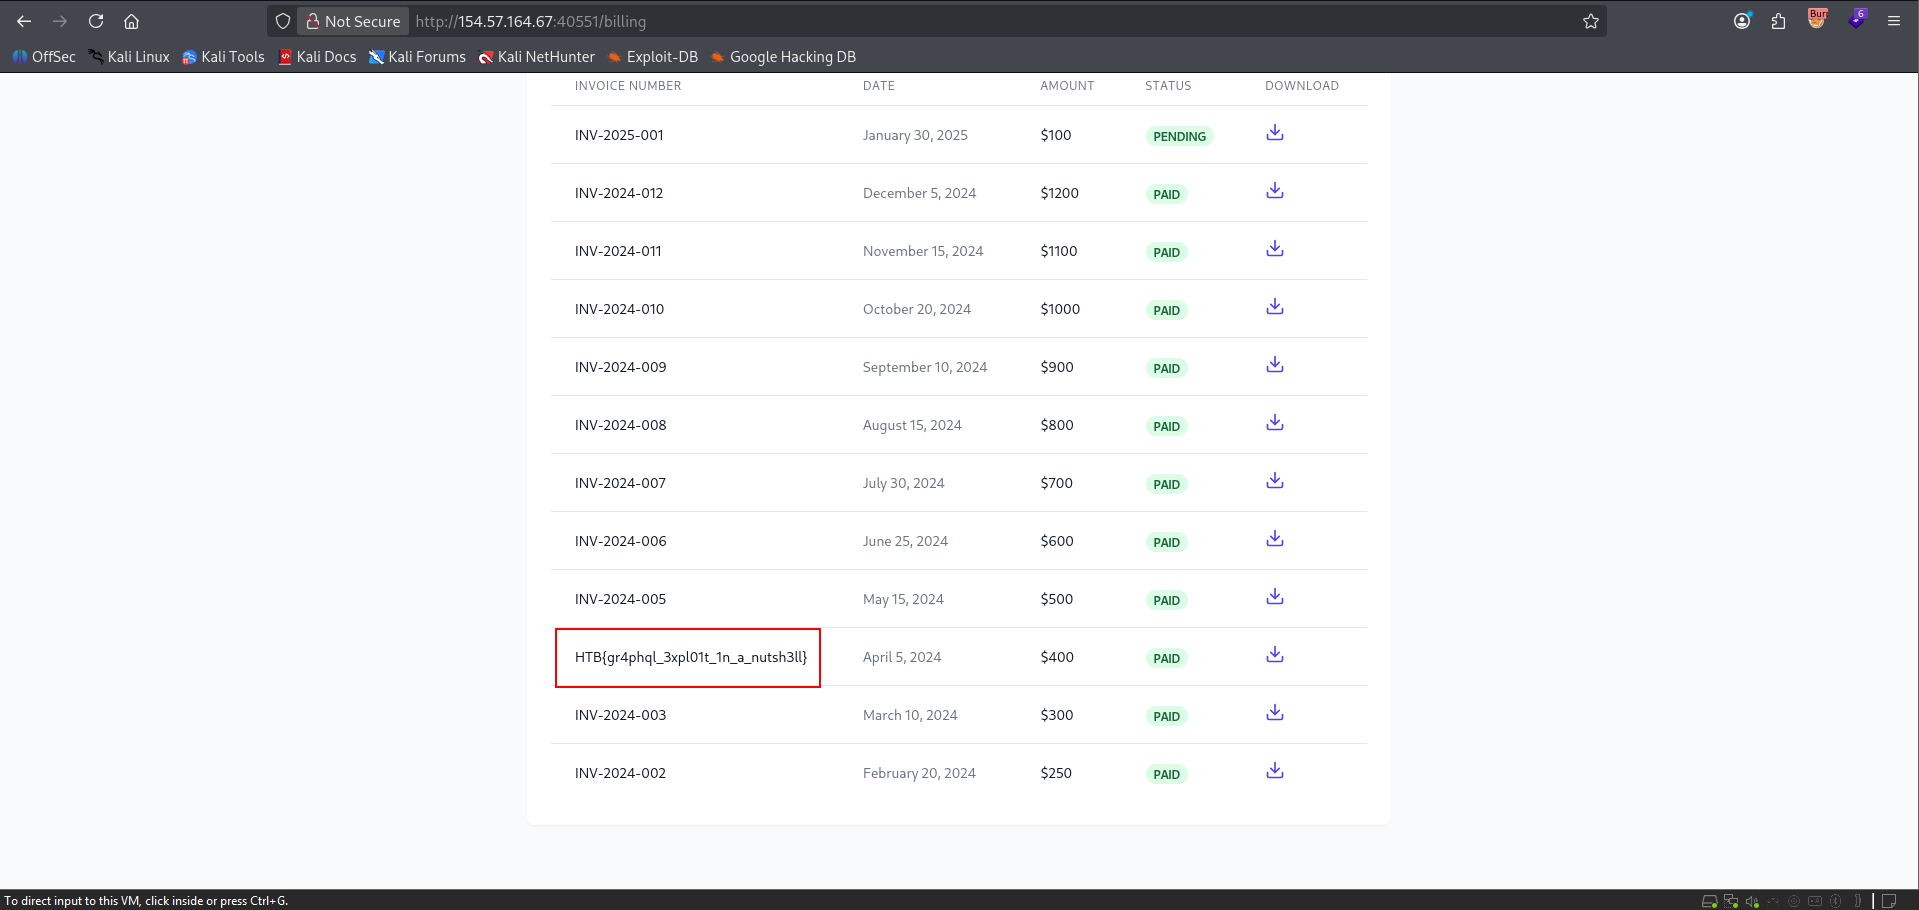 Not Secure http://154.57.164.67:40551/billing
Burp
6
OffSec Kali Linux Kali Tools Kali Docs Kali Forums Kali NetHunter Exploit-DB Google Hacking DB
INVOICE NUMBER DATE AMOUNT STATUS DOWNLOAD
INV-2025-001 January 30, 2025 $100 PENDING
INV-2024-012 December 5, 2024 $1200 PAID
INV-2024-011 November 15, 2024 $1100 PAID
INV-2024-010 October 20, 2024 $1000 PAID
INV-2024-009 September 10, 2024 $900 PAID
INV-2024-008 August 15, 2024 $800 PAID
INV-2024-007 July 30, 2024 $700 PAID
INV-2024-006 June 25, 2024 $600 PAID
INV-2024-005 May 15, 2024 $500 PAID
HTB{gr4phql_3xpl01t_1n_a_nutsh3ll} April 5, 2024 $400 PAID
INV-2024-003 March 10, 2024 $300 PAID
INV-2024-002 February 20, 2024 $250 PAID
To direct input to this VM, click inside or press Ctrl+G.